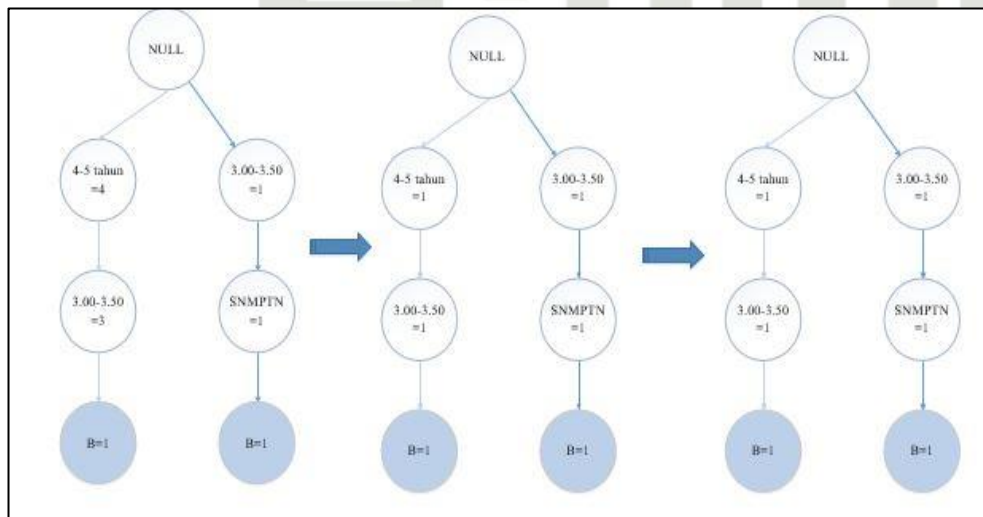 NULL
4-5 tahun
=4
3.00-3.50
=1
3.00-3.50
=3
SNMPTN
=1
B=1
B=1
NULL
4-5 tahun
=1
3.00-3.50
=1
3.00-3.50
=1
SNMPTN
=1
B=1
B=1
NULL
4-5 tahun
=1
3.00-3.50
=1
3.00-3.50
=1
SNMPTN
=1
B=1
B=1